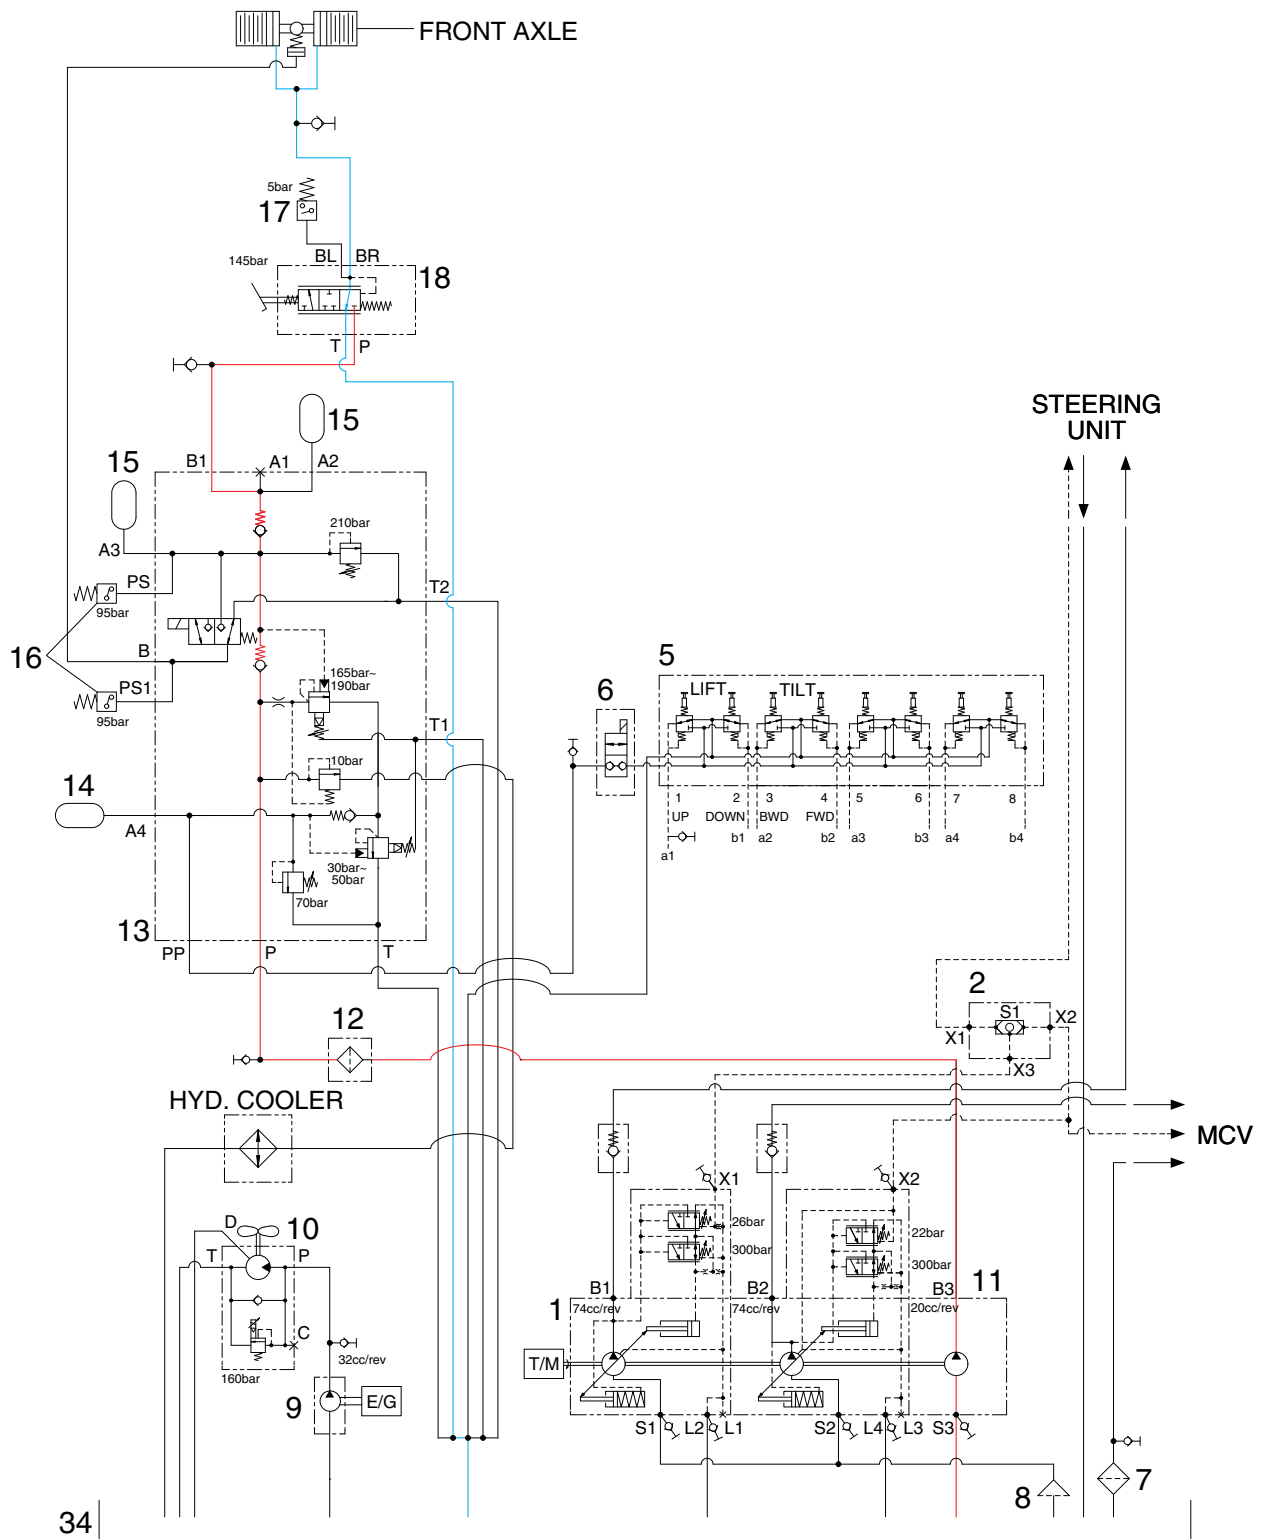 FRONT AXLE
5bar
17
BL BR
145bar
18
T P
15
STEERING
UNIT
B1 A1 A2
15
210bar
A3
PS
T2
95bar
B
16
PS1
165bar~
190bar
95bar
5
6
LIFT TILT
T1
10bar
14
A4
1 2 3 4 5 6 7 8
UP DOWN BWD FWD
a1 b1 a2 b2 a3 b3 a4 b4
30bar~
50bar
70bar
13
PP P T
2
S1
X1 X2
X3
12
HYD. COOLER
MCV
X1 X2
26bar 22bar
300bar 300bar
D 10
T P
C
160bar
32cc/rev
9
E/G
11
B1 B2 B3
1
74cc/rev 74cc/rev 20cc/rev
T/M
S1 L2 L1 S2 L4 L3 S3
8
7
34